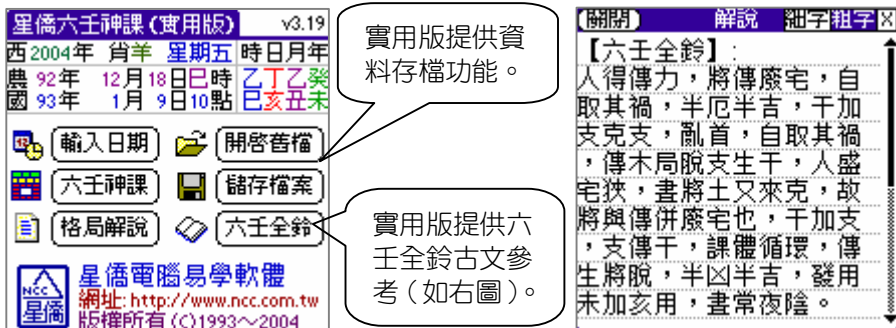 星僑六壬神課(實用版) v3.19
西2004年 肖羊 星期五 時日月年
農 92年 12月18日巳時 乙丁乙癸
國 93年 1月 9日10點 巳亥丑未
輸入日期 開啓舊檔
六壬神課 儲存檔案
格局解說 六壬全鈐
NCC 星僑
星僑電腦易學軟體
網址: http://www.ncc.com.tw
版權所有 (C)1993～2004
實用版提供資
料存檔功能。
實用版提供六
壬全鈐古文參
考(如右圖)。
(關閉) 解說 細字粗字
【六壬全鈐】:
人得傳力，將傳廢宅，自
取其禍，半厄半吉，干加
支克支，亂首，自取其禍
，傳木局脫支生干，人盛
宅狹，晝將土又來克，故
將與傳併廢宅也，干加支
，支傳干，課體循環，傳
生將脫，半凶半吉，發用
未加亥用，晝常夜陰。